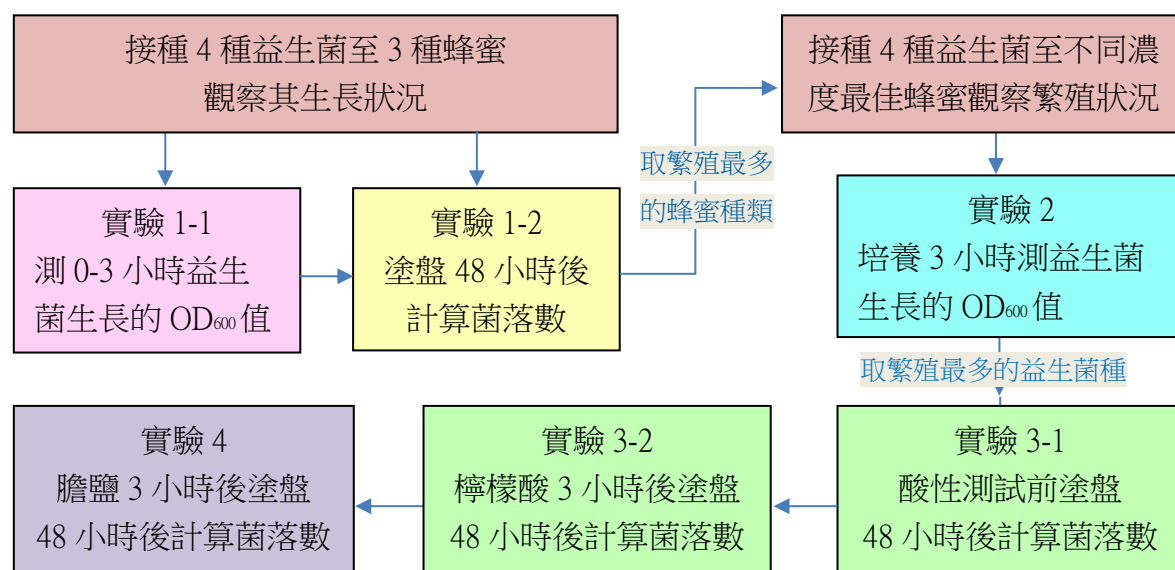 接種 4 種益生菌至 3 種蜂蜜
觀察其生長狀況
接種 4 種益生菌至不同濃
度最佳蜂蜜觀察繁殖狀況
取繁殖最多
的蜂蜜種類
實驗 1-1
測 0-3 小時益生
菌生長的 OD₆₀₀ 值
實驗 1-2
塗盤 48 小時後
計算菌落數
實驗 2
培養 3 小時測益生菌
生長的 OD₆₀₀ 值
取繁殖最多的益生菌種
實驗 4
膽鹽 3 小時後塗盤
48 小時後計算菌落數
實驗 3-2
檸檬酸 3 小時後塗盤
48 小時後計算菌落數
實驗 3-1
酸性測試前塗盤
48 小時後計算菌落數